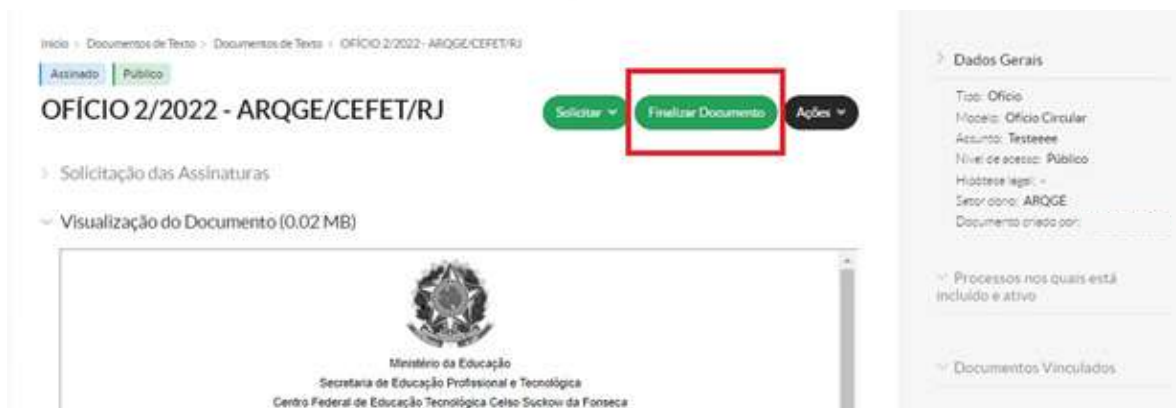 Início > Documentos de Texto > Documentos de Texto > OFÍCIO 2/2022 - ARQGE/CEFET/RJ
Assinado Público
OFÍCIO 2/2022 - ARQGE/CEFET/RJ
Solicitar Finalizar Documento Ações
Solicitação das Assinaturas
Visualização do Documento (0.02 MB)
Ministério da Educação
Secretaria de Educação Profissional e Tecnológica
Centro Federal de Educação Tecnológica Celso Suckow da Fonseca
Dados Gerais
Tipo: Ofício
Modelo: Ofício Circular
Assunto: Testeeee
Nível de acesso: Público
Hipótese legal: -
Setor dono: ARQGE
Documento criado por:
Processos nos quais está
incluído e ativo
Documentos Vinculados